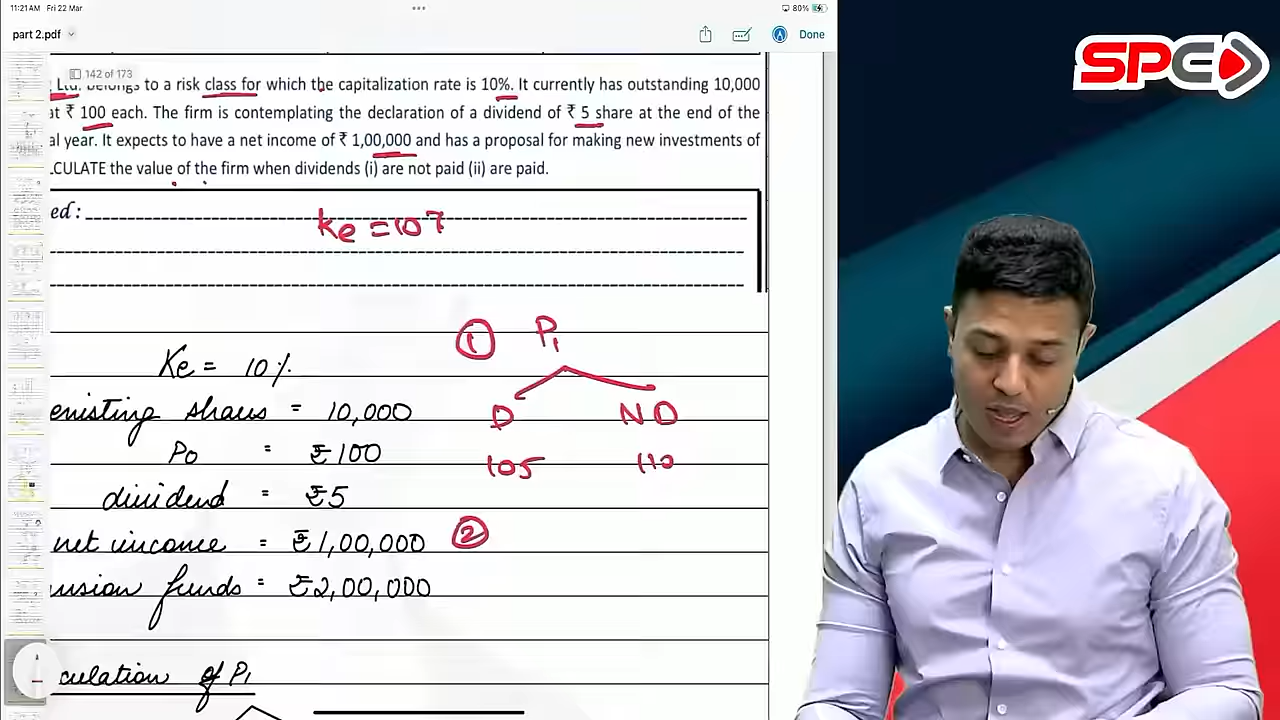 11:21 AM Fri 22 Mar
80%
part 2.pdf
Done
142 of 173
Ltd. belongs to a risk class for which the capitalization rate is 10%. It currently has outstanding 10,000
at ₹ 100 each. The firm is contemplating the declaration of a dividend of ₹ 5 share at the end of the
al year. It expects to have a net income of ₹ 1,00,000 and has a proposal for making new investments of
LCULATE the value of the firm when dividends (i) are not paid (ii) are paid.
ed:
Ke = 10%
① P1
Ke = 10%
D ND
existing shares = 10,000
Po = ₹100
105 110
dividend = ₹5
net income = ₹1,00,000 ②
nsion funds = ₹2,00,000
culation of P1
SPC